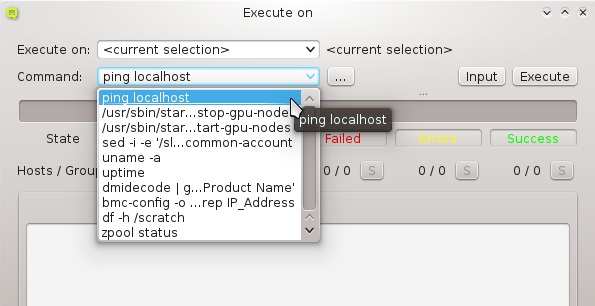 Execute on
Execute on: <current selection> <current selection>
Command: ping localhost ... Input Execute
...
ping localhost
ping localhost
/usr/sbin/star...stop-gpu-node
/usr/sbin/star...tart-gpu-nodes
sed -i -e '/sl...common-account
uname -a
uptime
dmidecode | g...Product Name'
bmc-config -o ...rep IP_Address
df -h /scratch
zpool status
State Failed Errors Success
Hosts / Group 0 / 0 S 0 / 0 S 0 / 0 S